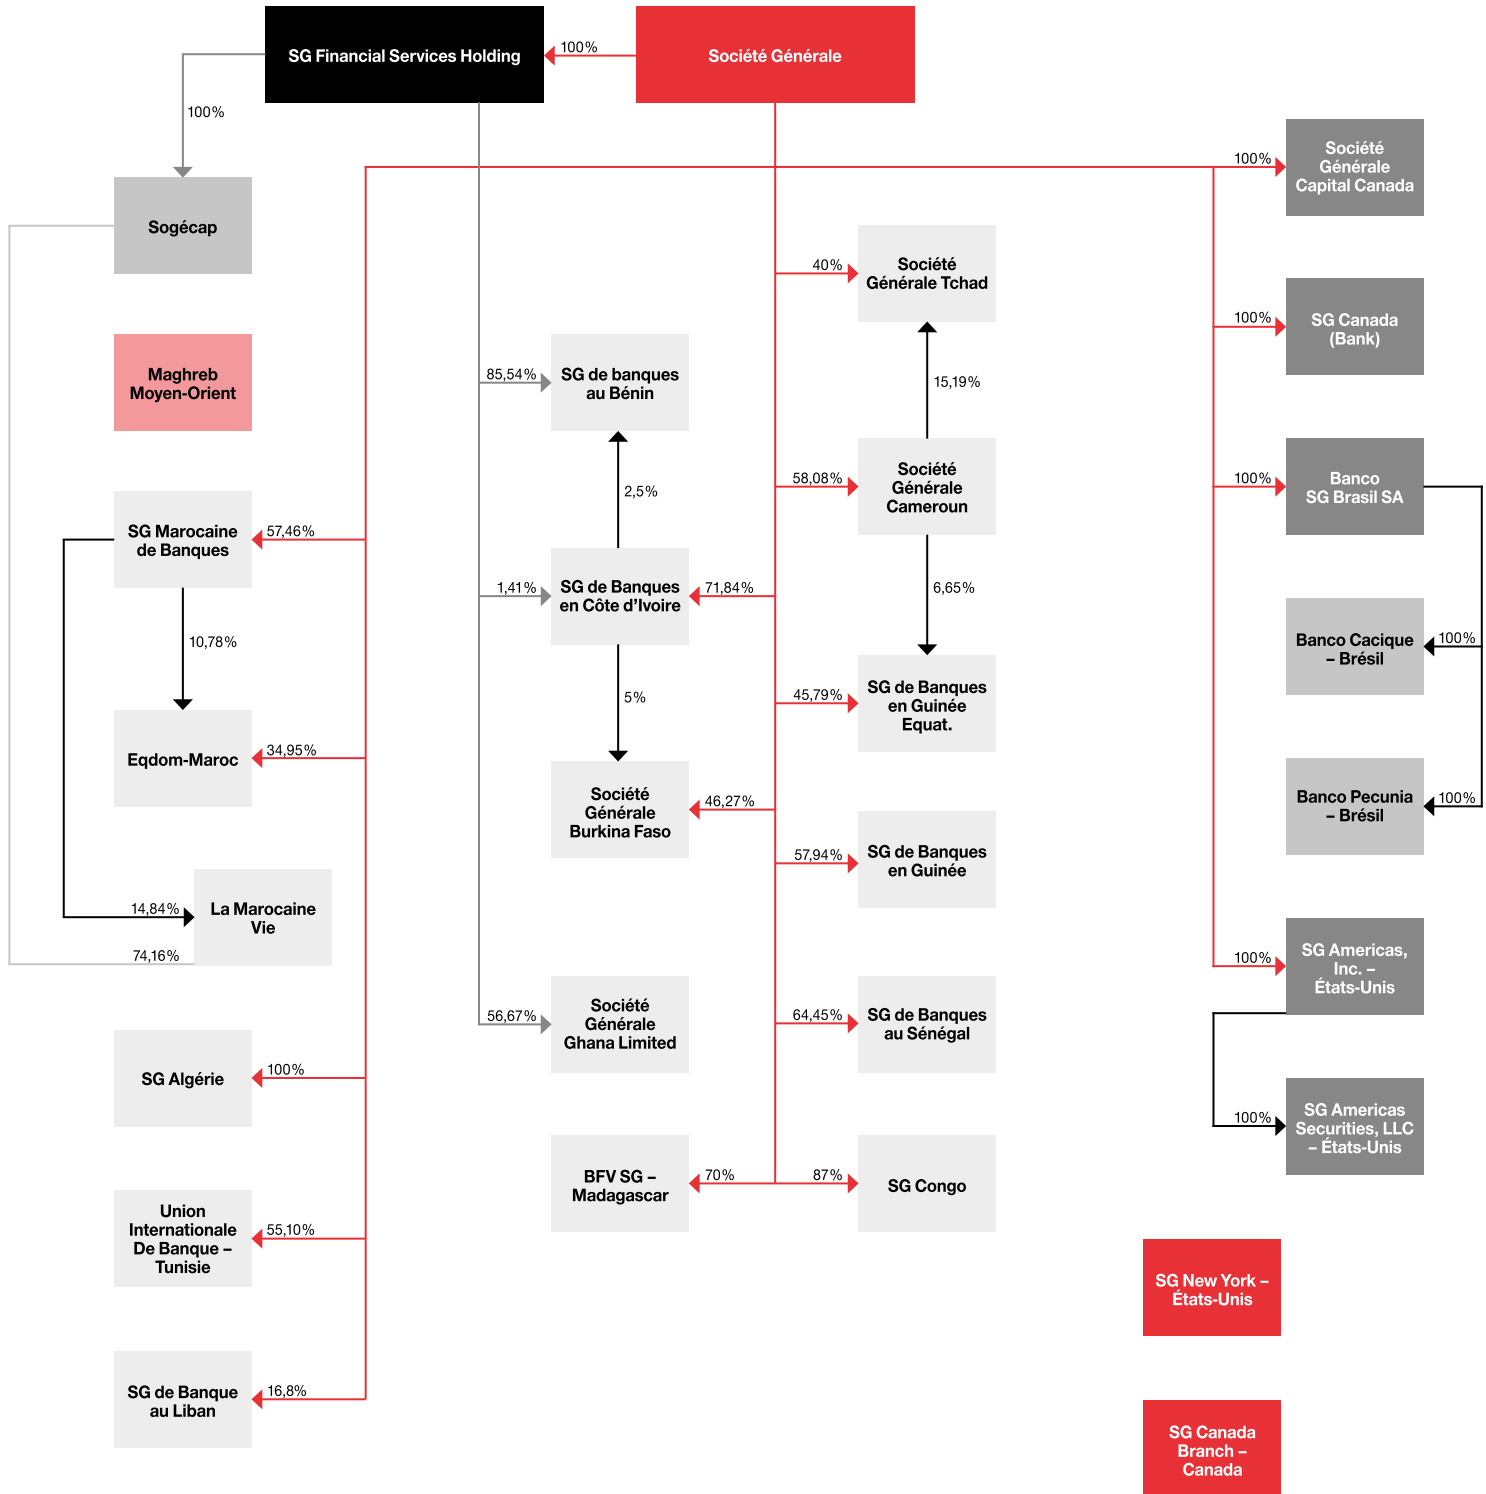 SG Financial Services Holding
100%
Société Générale
100%
Sogécap
100%
Société
Générale
Capital Canada
40%
Société
Générale Tchad
100%
SG Canada
(Bank)
Maghreb
Moyen-Orient
85,54%
SG de banques
au Bénin
15,19%
2,5%
58,08%
Société
Générale
Cameroun
100%
Banco
SG Brasil SA
SG Marocaine
de Banques
57,46%
1,41%
SG de Banques
en Côte d’Ivoire
71,84%
6,65%
10,78%
100%
Banco Cacique
– Brésil
5%
45,79%
SG de Banques
en Guinée
Equat.
Eqdom-Maroc
34,95%
Société
Générale
Burkina Faso
46,27%
100%
Banco Pecunia
– Brésil
57,94%
SG de Banques
en Guinée
14,84%
La Marocaine
Vie
74,16%
100%
SG Americas,
Inc. –
États-Unis
56,67%
Société
Générale
Ghana Limited
64,45%
SG de Banques
au Sénégal
SG Algérie
100%
100%
SG Americas
Securities, LLC
– États-Unis
BFV SG –
Madagascar
70%
87%
SG Congo
Union
Internationale
De Banque –
Tunisie
55,10%
SG New York –
États-Unis
SG de Banque
au Liban
16,8%
SG Canada
Branch –
Canada